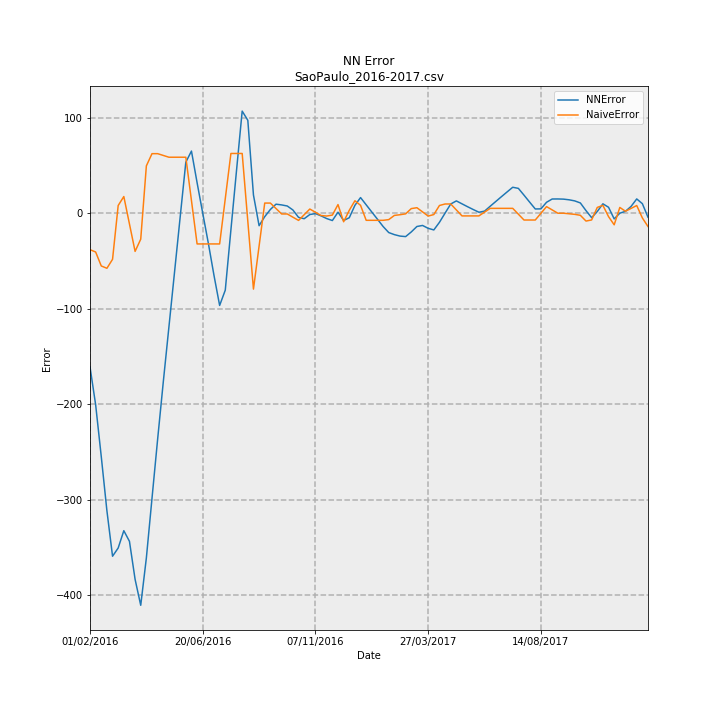 NN Error
SaoPaulo_2016-2017.csv
NNError
NaiveError
100
0
−100
−200
−300
−400
Error
01/02/2016 20/06/2016 07/11/2016 27/03/2017 14/08/2017
Date